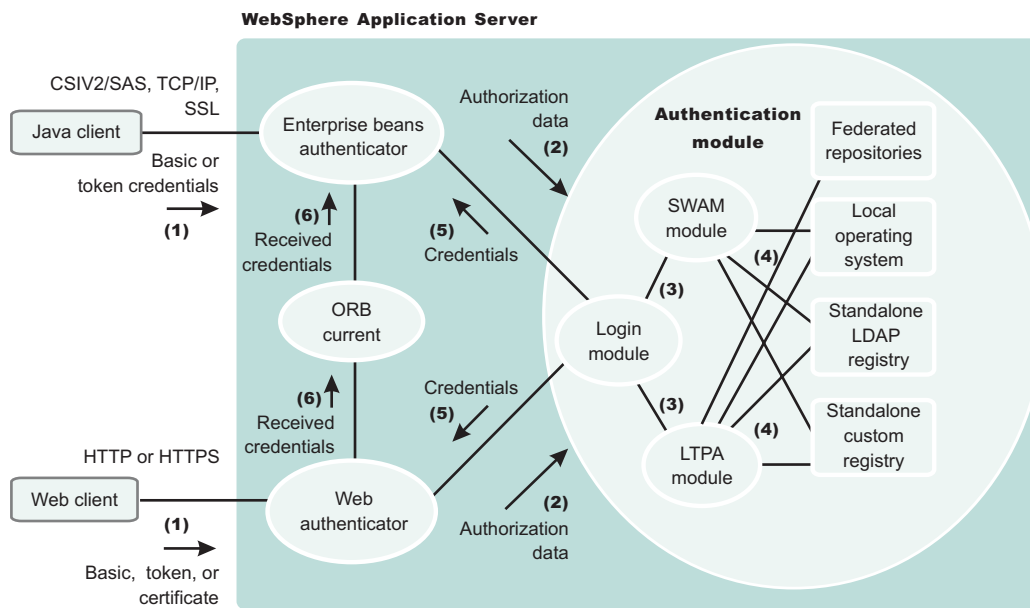 WebSphere Application Server
CSIV2/SAS, TCP/IP,
SSL
Java client
Basic or
token credentials
(1)
Enterprise beans
authenticator
Authorization
data
(2)
Authentication
module
Federated
repositories
SWAM
module
Local
operating
system
(6)
Received
credentials
(5)
Credentials
(4)
(3)
ORB
current
Login
module
Standalone
LDAP
registry
Credentials
(5)
(6)
Received
credentials
(3)
(4)
Standalone
custom
registry
LTPA
module
HTTP or HTTPS
Web client
(1)
Basic, token, or
certificate
Web
authenticator
(2)
Authorization
data